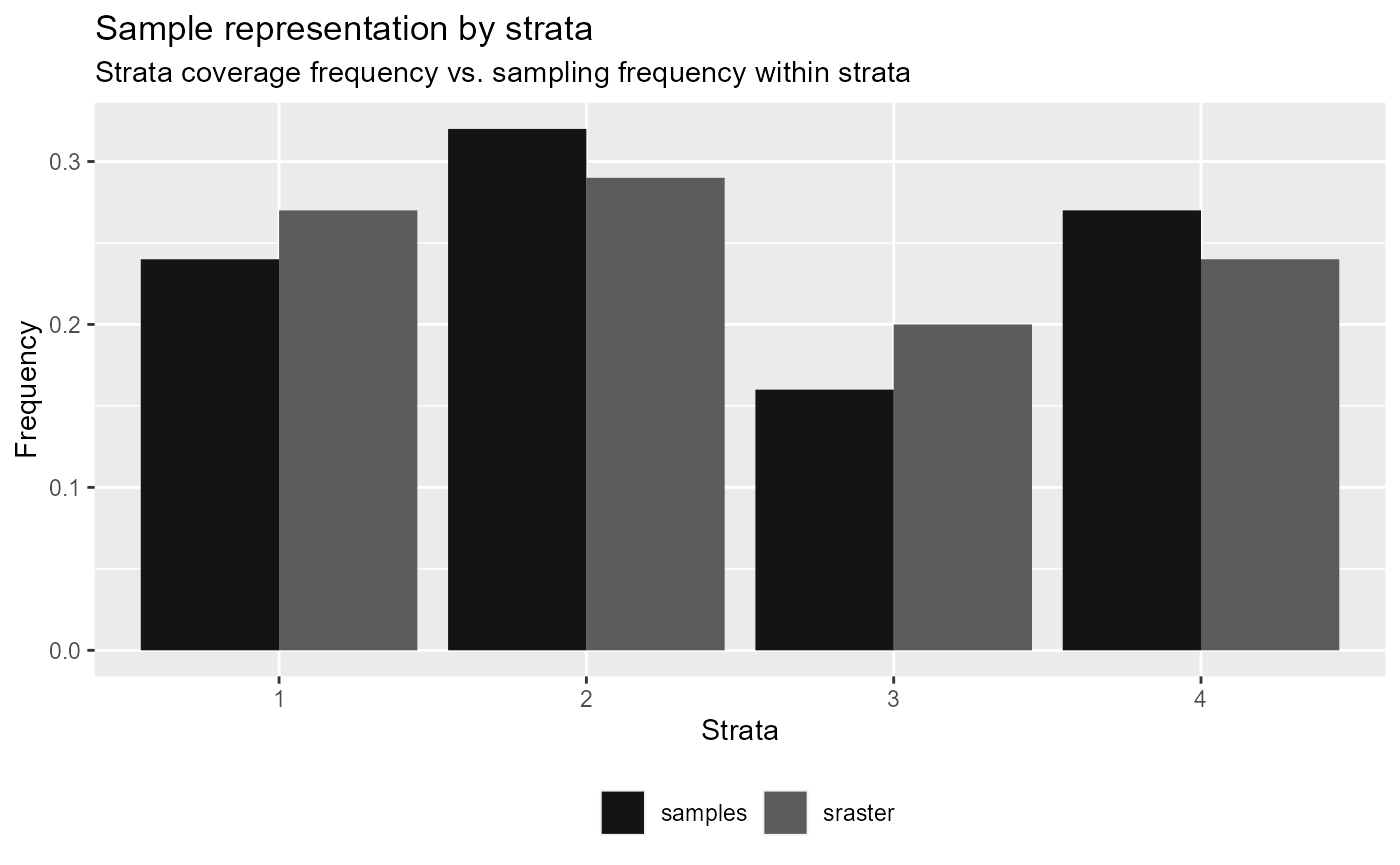 Sample representation by strata
Strata coverage frequency vs. sampling frequency within strata
Frequency
0.3
0.2
0.1
0.0
1 2 3 4
Strata
samples sraster